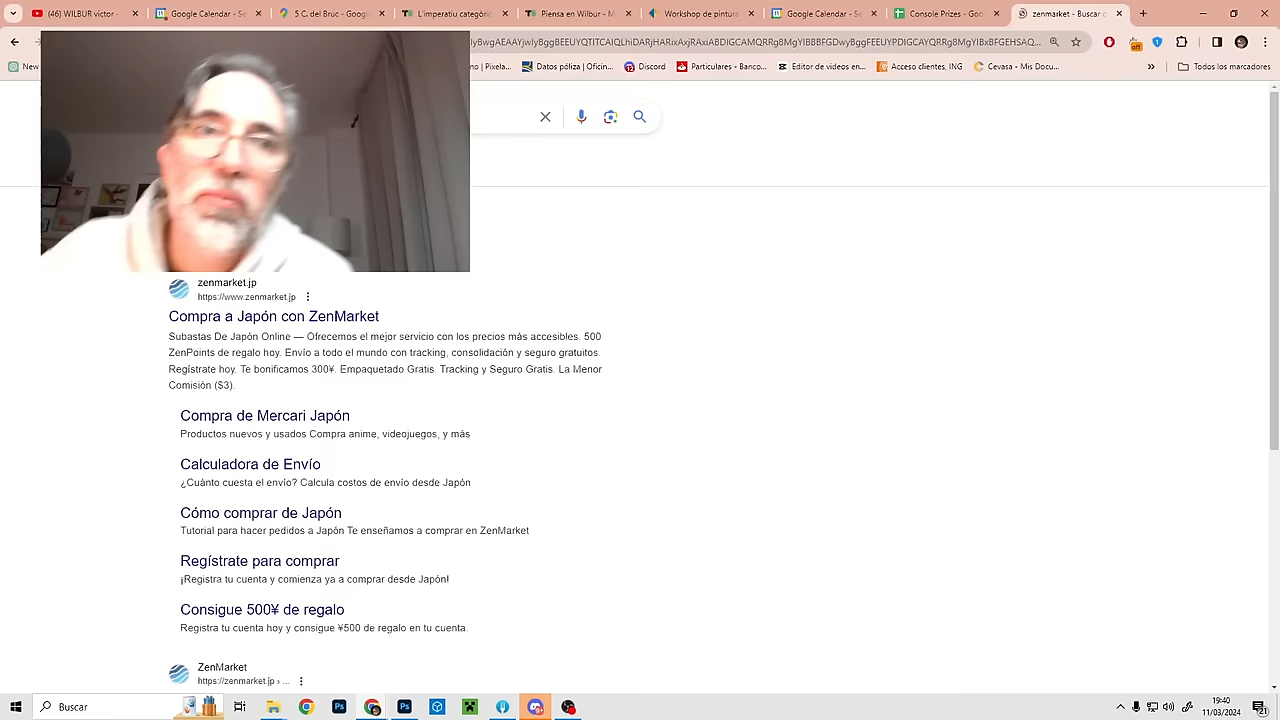 (46) WILBUR victor -
Google Calendar - Se
5 C. del Bruc - Google
L'imperatiu categòric
Piensa en Wilbur - M
Workshop de pintura
Google Calendar -
Console Prizes - Goo
zenmarket - Buscar c
New
no | Pixela...
Datos póliza | Oficin...
Discord
Particulares - Banco...
Editor de videos en...
Acceso clientes, ING
Cevasa - Mis Docu...
Todos los marcadores
zenmarket.jp
https://www.zenmarket.jp
Compra a Japón con ZenMarket
Subastas De Japón Online — Ofrecemos el mejor servicio con los precios más accesibles. 500
ZenPoints de regalo hoy. Envío a todo el mundo con tracking, consolidación y seguro gratuitos.
Regístrate hoy. Te bonificamos 300¥. Empaquetado Gratis. Tracking y Seguro Gratis. La Menor
Comisión ($3).
Compra de Mercari Japón
Productos nuevos y usados Compra anime, videojuegos, y más
Calculadora de Envío
¿Cuánto cuesta el envío? Calcula costos de envío desde Japón
Cómo comprar de Japón
Tutorial para hacer pedidos a Japón Te enseñamos a comprar en ZenMarket
Regístrate para comprar
¡Registra tu cuenta y comienza ya a comprar desde Japón!
Consigue 500¥ de regalo
Registra tu cuenta hoy y consigue ¥500 de regalo en tu cuenta.
ZenMarket
https://zenmarket.jp › ...
Buscar
19:40
11/03/2024